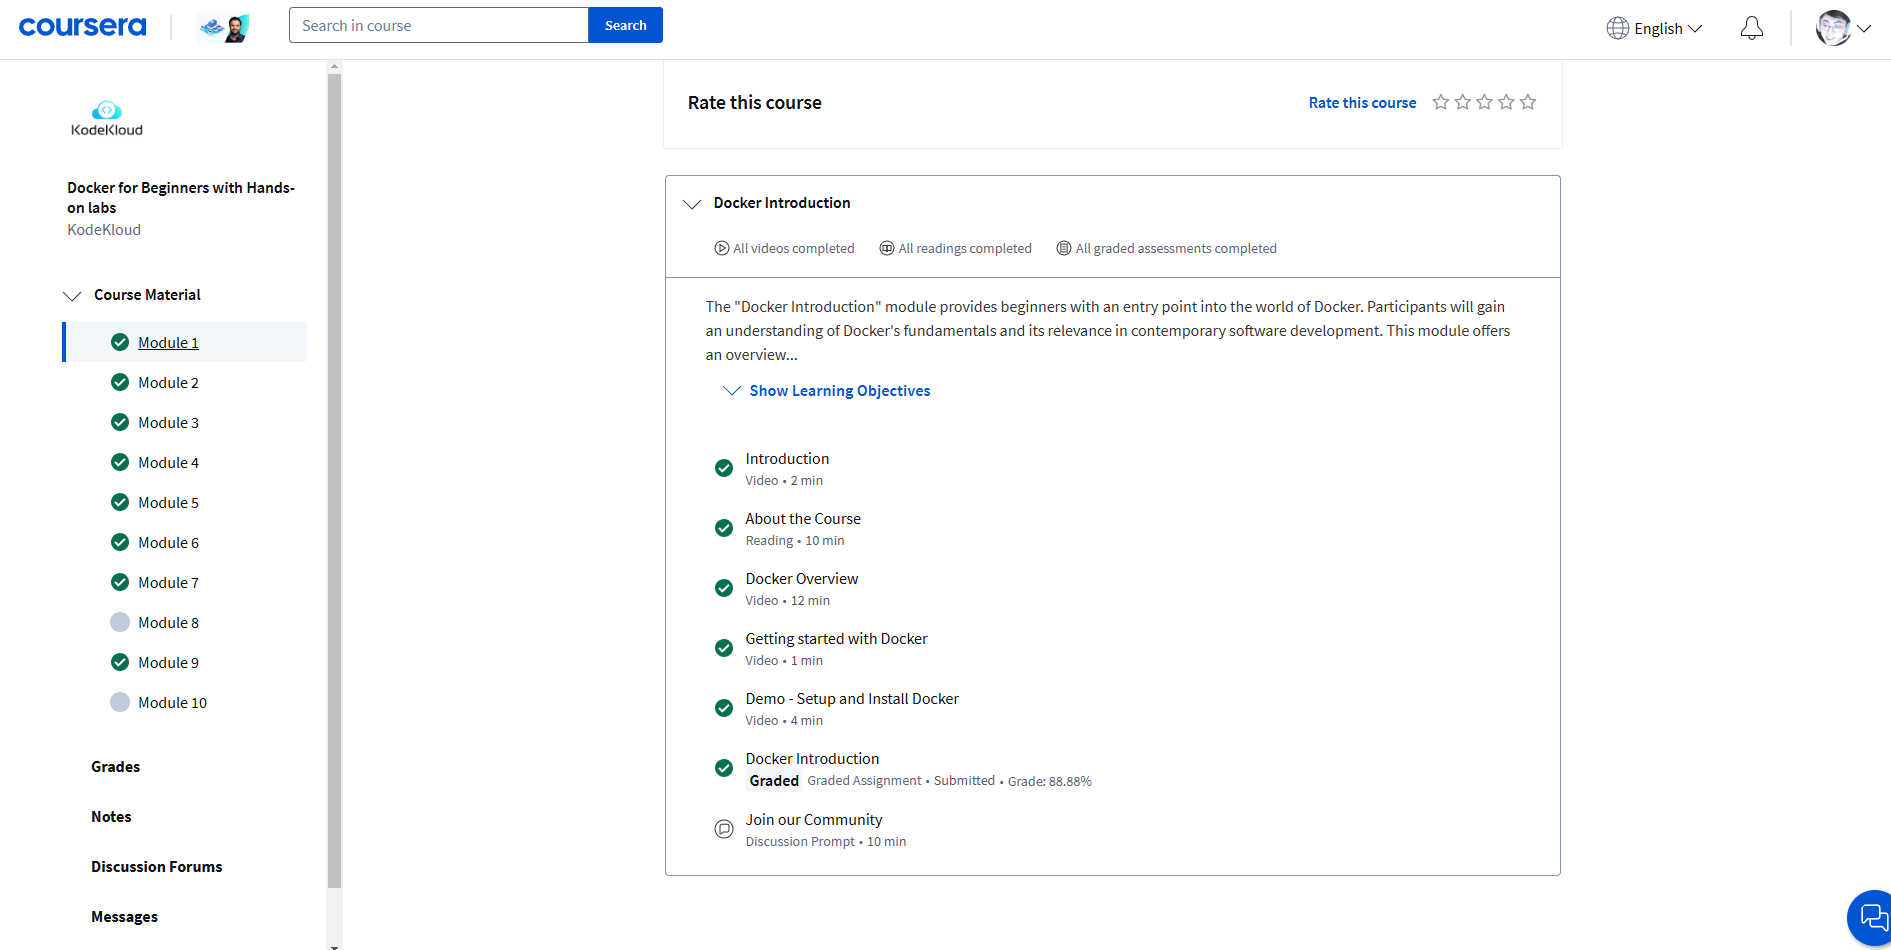 coursera
Search in course
Search
English
KodeKloud
Docker for Beginners with Hands-
on labs
KodeKloud
Course Material
Module 1
Module 2
Module 3
Module 4
Module 5
Module 6
Module 7
Module 8
Module 9
Module 10
Grades
Notes
Discussion Forums
Messages
Rate this course
Rate this course
Docker Introduction
All videos completed
All readings completed
All graded assessments completed
The "Docker Introduction" module provides beginners with an entry point into the world of Docker. Participants will gain
an understanding of Docker's fundamentals and its relevance in contemporary software development. This module offers
an overview...
Show Learning Objectives
Introduction
Video • 2 min
About the Course
Reading • 10 min
Docker Overview
Video • 12 min
Getting started with Docker
Video • 1 min
Demo - Setup and Install Docker
Video • 4 min
Docker Introduction
Graded Graded Assignment • Submitted • Grade: 88.88%
Join our Community
Discussion Prompt • 10 min